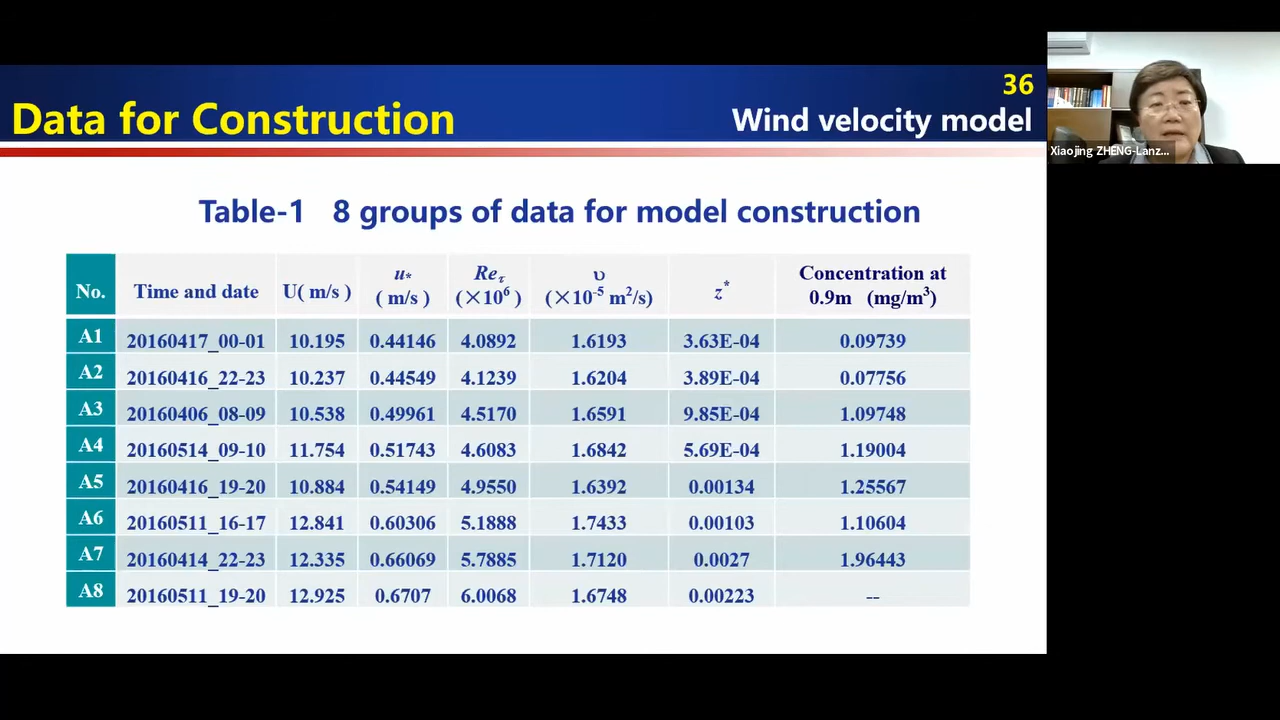 36
Data for Construction
Wind velocity model
Xiaojing ZHENG-Lanz...
Table-1 8 groups of data for model construction
No. Time and date U( m/s ) u* ( m/s ) Reτ (×10⁶ ) υ (×10⁻⁵ m²/s) z* Concentration at 0.9m (mg/m³)
A1 20160417_00-01 10.195 0.44146 4.0892 1.6193 3.63E-04 0.09739
A2 20160416_22-23 10.237 0.44549 4.1239 1.6204 3.89E-04 0.07756
A3 20160406_08-09 10.538 0.49961 4.5170 1.6591 9.85E-04 1.09748
A4 20160514_09-10 11.754 0.51743 4.6083 1.6842 5.69E-04 1.19004
A5 20160416_19-20 10.884 0.54149 4.9550 1.6392 0.00134 1.25567
A6 20160511_16-17 12.841 0.60306 5.1888 1.7433 0.00103 1.10604
A7 20160414_22-23 12.335 0.66069 5.7885 1.7120 0.0027 1.96443
A8 20160511_19-20 12.925 0.6707 6.0068 1.6748 0.00223 --